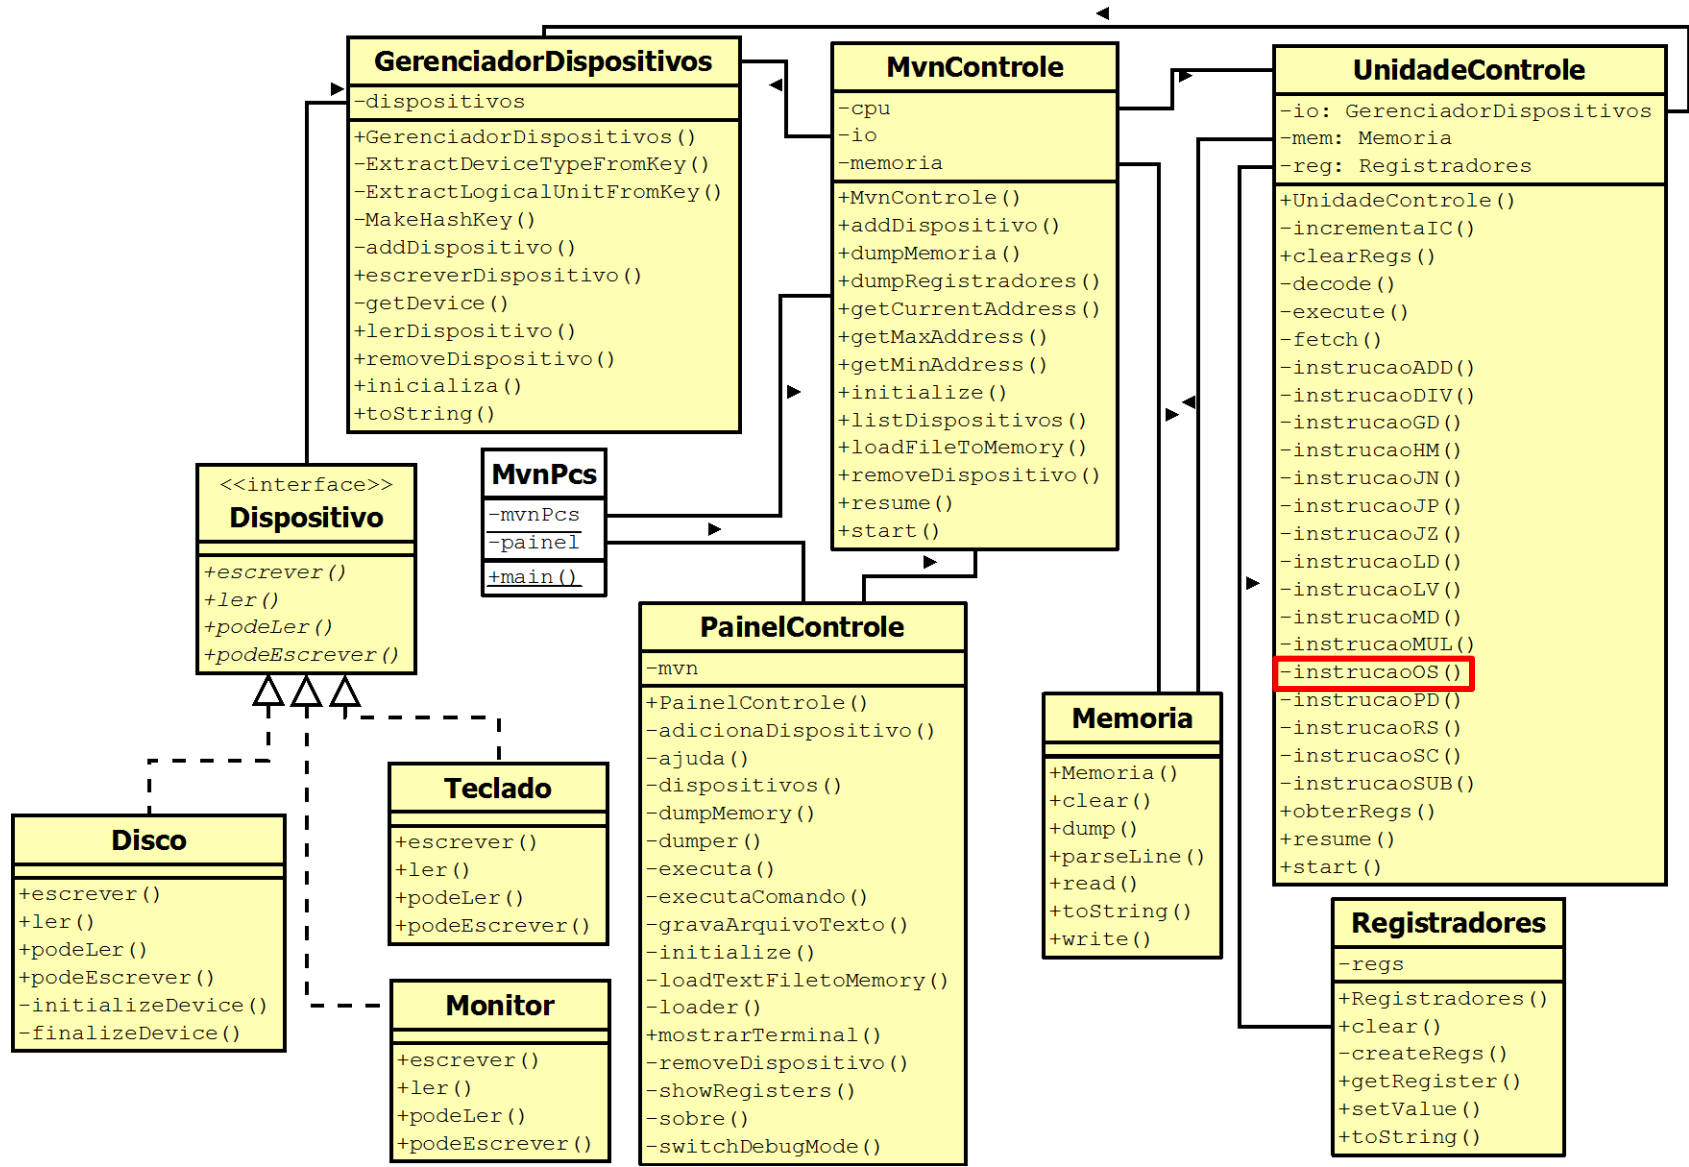 GerenciadorDispositivos
-dispositivos
+GerenciadorDispositivos()
-ExtractDeviceTypeFromKey()
-ExtractLogicalUnitFromKey()
-MakeHashKey()
-addDispositivo()
+escreverDispositivo()
-getDevice()
+lerDispositivo()
+removeDispositivo()
+inicializa()
+toString()
MvnControle
-cpu
-io
-memoria
+MvnControle()
+addDispositivo()
+dumpMemoria()
+dumpRegistradores()
+getCurrentAddress()
+getMaxAddress()
+getMinAddress()
+initialize()
+listDispositivos()
+loadFileToMemory()
+removeDispositivo()
+resume()
+start()
UnidadeControle
-io: GerenciadorDispositivos
-mem: Memoria
-reg: Registradores
+UnidadeControle()
-incrementaIC()
+clearRegs()
-decode()
-execute()
-fetch()
-instrucaoADD()
-instrucaoDIV()
-instrucaoGD()
-instrucaoHM()
-instrucaoJN()
-instrucaoJP()
-instrucaoJZ()
-instrucaoLD()
-instrucaoLV()
-instrucaoMD()
-instrucaoMUL()
-instrucaoOS()
-instrucaoPD()
-instrucaoRS()
-instrucaoSC()
-instrucaoSUB()
+obterRegs()
+resume()
+start()
<<interface>>
Dispositivo
+escrever()
+ler()
+podeLer()
+podeEscrever()
MvnPcs
-mvnPcs
-painel
+main()
PainelControle
-mvn
+PainelControle()
-adicionaDispositivo()
-ajuda()
-dispositivos()
-dumpMemory()
-dumper()
-executa()
-executaComando()
-gravaArquivoTexto()
-initialize()
-loadTextFiletoMemory()
-loader()
+mostrarTerminal()
-removeDispositivo()
-showRegisters()
-sobre()
-switchDebugMode()
Memoria
+Memoria()
+clear()
+dump()
+parseLine()
+read()
+toString()
+write()
Teclado
+escrever()
+ler()
+podeLer()
+podeEscrever()
Disco
+escrever()
+ler()
+podeLer()
+podeEscrever()
-initializeDevice()
-finalizeDevice()
Monitor
+escrever()
+ler()
+podeLer()
+podeEscrever()
Registradores
-regs
+Registradores()
+clear()
-createRegs()
+getRegister()
+setValue()
+toString()